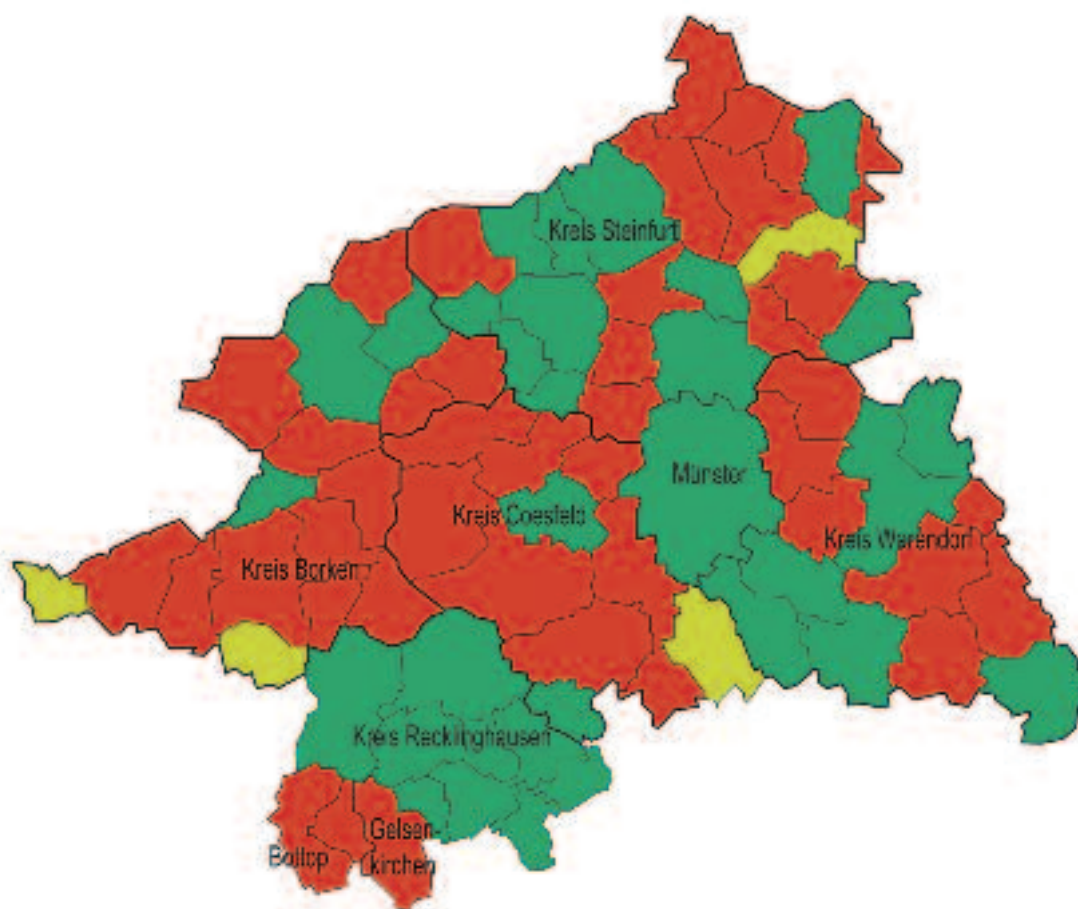 Kreis Steinfurt
Münster
Kreis Coesfeld
Kreis Warendorf
Kreis Borken
Kreis Recklinghausen
Gelsen-
kirchen
Bottop